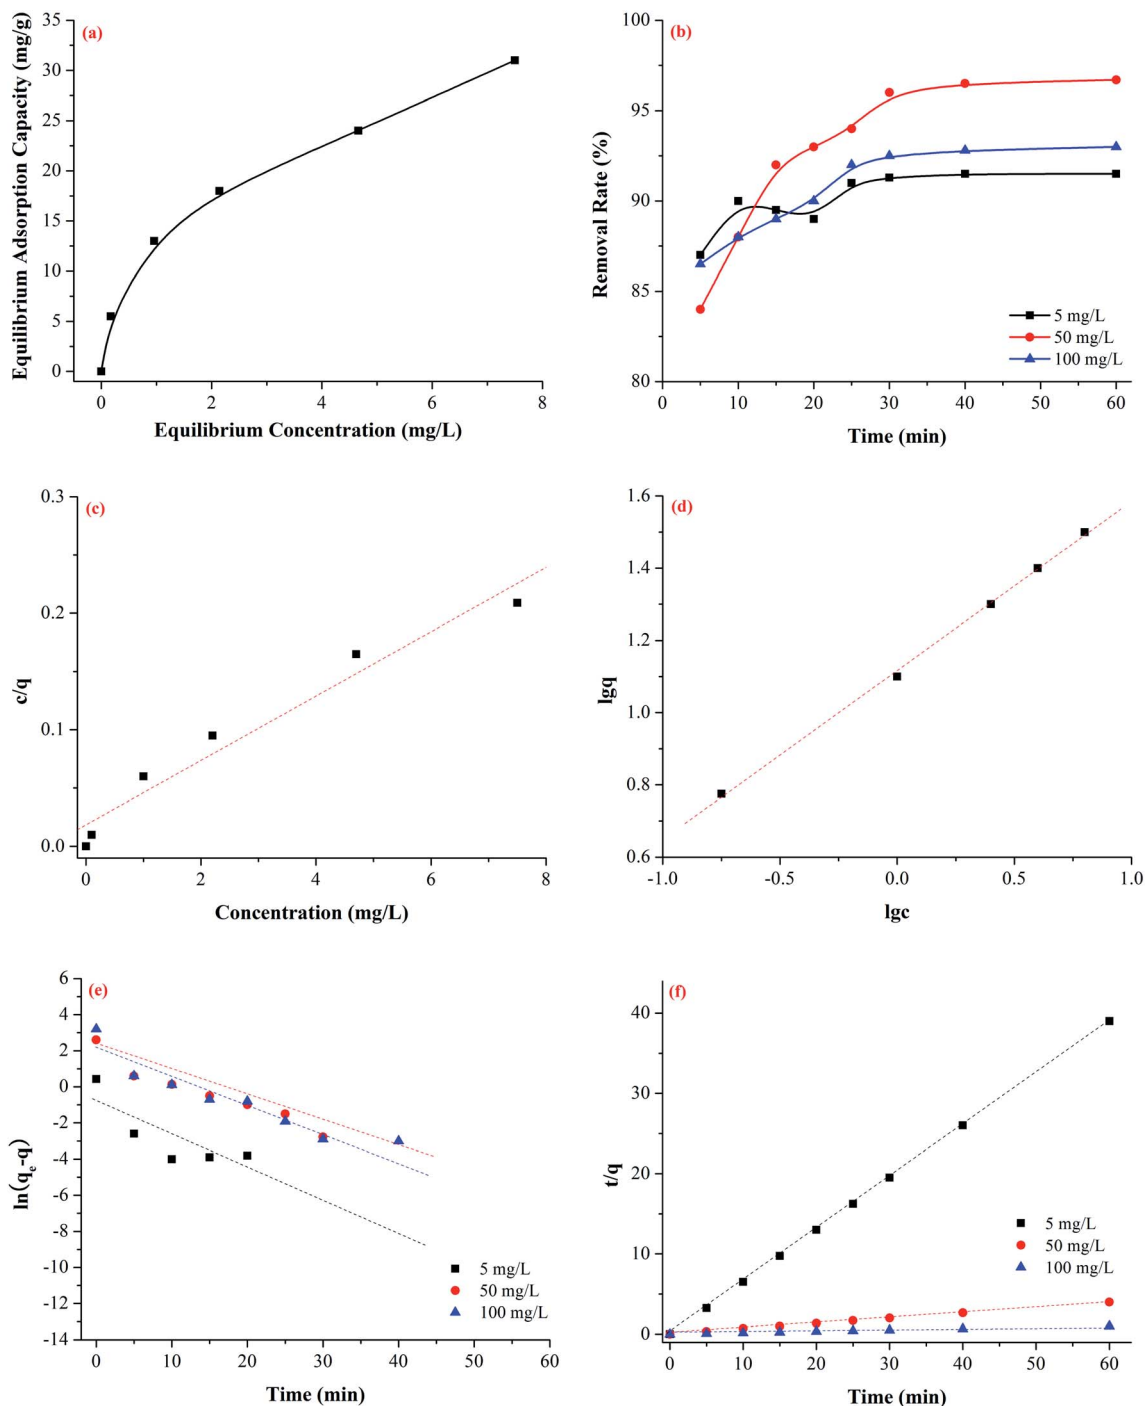 (a)
Equilibrium Adsorption Capacity (mg/g)
35
30
25
20
15
10
5
0
0 2 4 6 8
Equilibrium Concentration (mg/L)
(b)
Removal Rate (%)
100
95
90
85
80
5 mg/L
50 mg/L
100 mg/L
0 10 20 30 40 50 60
Time (min)
(c)
c/q
0.3
0.2
0.1
0.0
0 2 4 6 8
Concentration (mg/L)
(d)
lgq
1.6
1.4
1.2
1.0
0.8
0.6
-1.0 -0.5 0.0 0.5 1.0
lgc
(e)
ln(qe-q)
6
4
2
0
-2
-4
-6
-8
-10
-12
-14
5 mg/L
50 mg/L
100 mg/L
0 10 20 30 40 50 60
Time (min)
(f)
t/q
40
30
20
10
0
5 mg/L
50 mg/L
100 mg/L
0 10 20 30 40 50 60
Time (min)